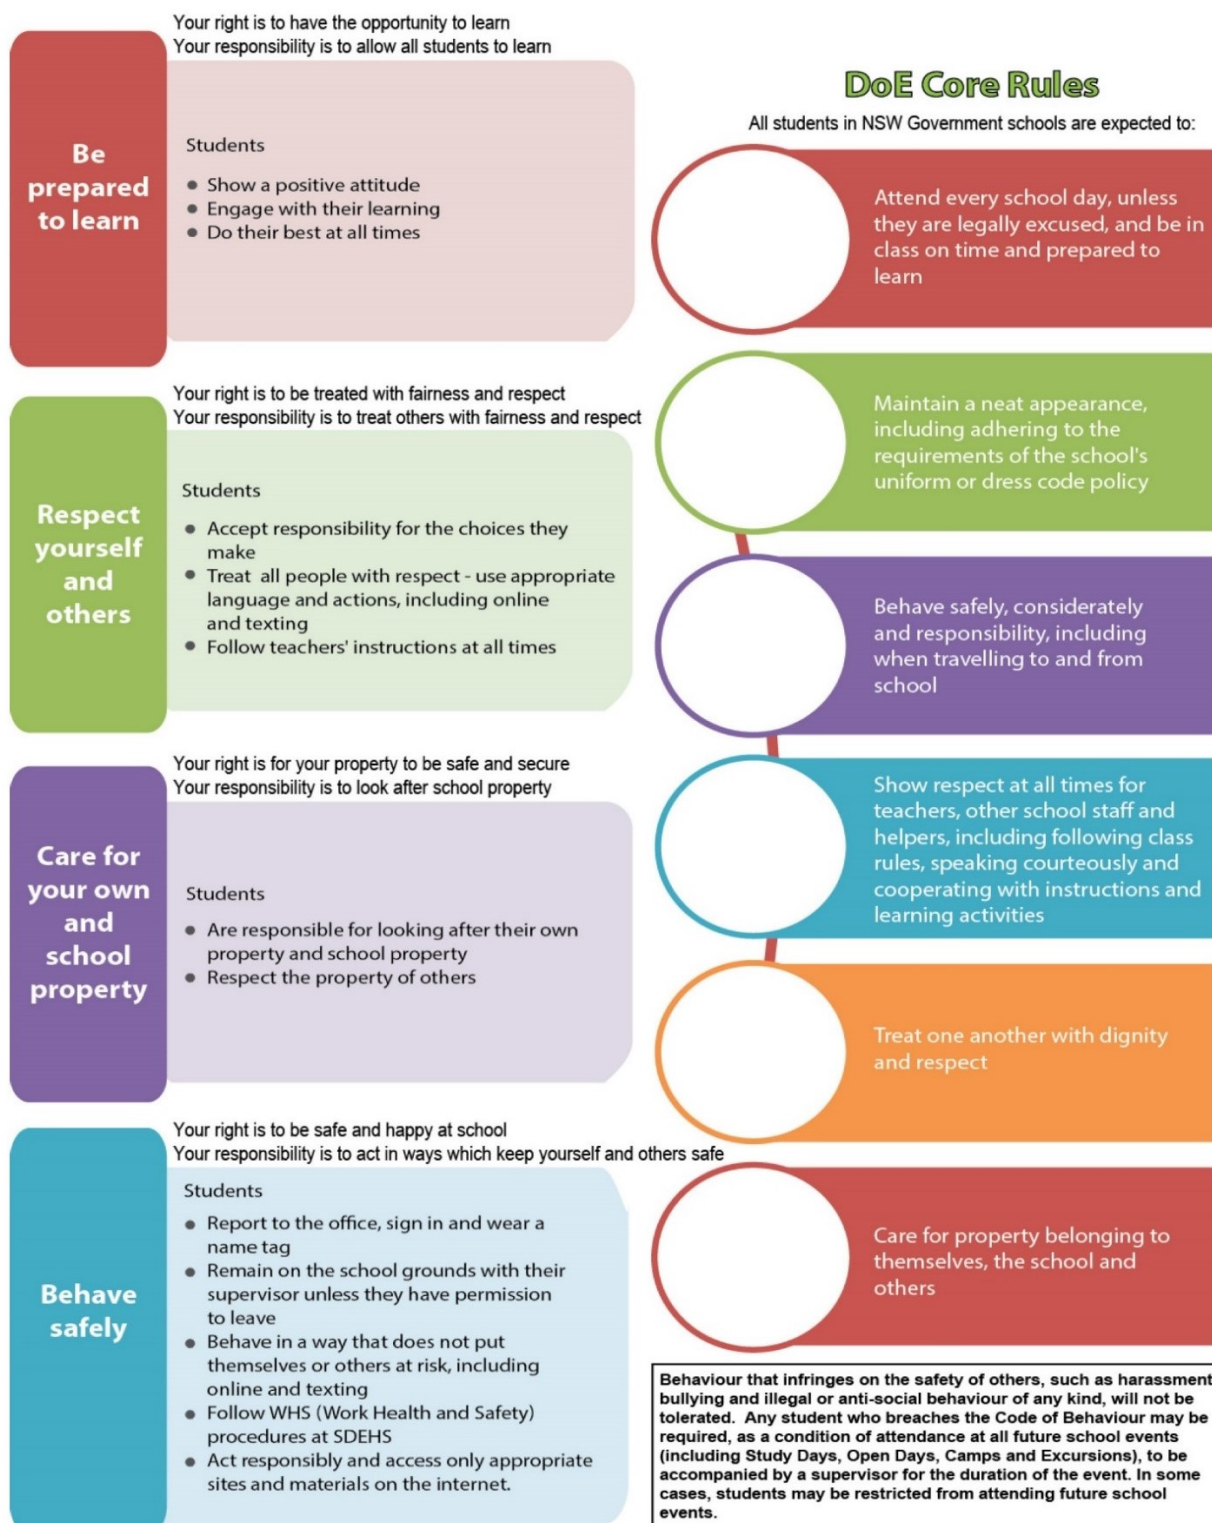 Your right is to have the opportunity to learn
Your responsibility is to allow all students to learn
Be
prepared
to learn
Students
• Show a positive attitude
• Engage with their learning
• Do their best at all times
Your right is to be treated with fairness and respect
Your responsibility is to treat others with fairness and respect
Respect
yourself
and
others
Students
• Accept responsibility for the choices they
make
• Treat all people with respect - use appropriate
language and actions, including online
and texting
• Follow teachers' instructions at all times
Your right is for your property to be safe and secure
Your responsibility is to look after school property
Care for
your own
and
school
property
Students
• Are responsible for looking after their own
property and school property
• Respect the property of others
Your right is to be safe and happy at school
Your responsibility is to act in ways which keep yourself and others safe
Behave
safely
Students
• Report to the office, sign in and wear a
name tag
• Remain on the school grounds with their
supervisor unless they have permission
to leave
• Behave in a way that does not put
themselves or others at risk, including
online and texting
• Follow WHS (Work Health and Safety)
procedures at SDEHS
• Act responsibly and access only appropriate
sites and materials on the internet.
DoE Core Rules
All students in NSW Government schools are expected to:
Attend every school day, unless
they are legally excused, and be in
class on time and prepared to
learn
Maintain a neat appearance,
including adhering to the
requirements of the school's
uniform or dress code policy
Behave safely, considerately
and responsibility, including
when travelling to and from
school
Show respect at all times for
teachers, other school staff and
helpers, including following class
rules, speaking courteously and
cooperating with instructions and
learning activities
Treat one another with dignity
and respect
Care for property belonging to
themselves, the school and
others
Behaviour that infringes on the safety of others, such as harassment
bullying and illegal or anti-social behaviour of any kind, will not be
tolerated. Any student who breaches the Code of Behaviour may be
required, as a condition of attendance at all future school events
(including Study Days, Open Days, Camps and Excursions), to be
accompanied by a supervisor for the duration of the event. In some
cases, students may be restricted from attending future school
events.